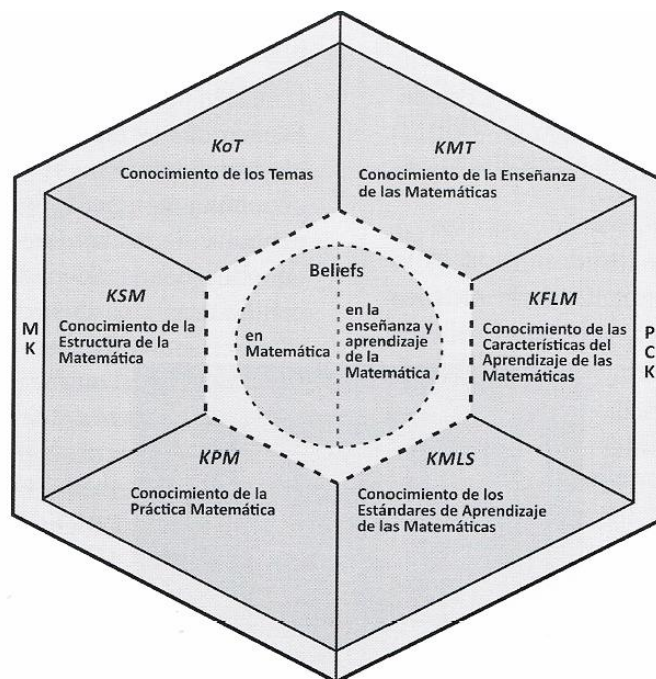 KoT
Conocimiento de los Temas
KMT
Conocimiento de la Enseñanza
de las Matemáticas
MK
KSM
Conocimiento de la
Estructura de la
Matemática
Beliefs
en
Matemática
en la
enseñanza y
aprendizaje
de la
Matemática
KFLM
Conocimiento de las
Características del
Aprendizaje de las
Matemáticas
PCK
KPM
Conocimiento de la
Práctica Matemática
KMLS
Conocimiento de los
Estándares de Aprendizaje
de las Matemáticas